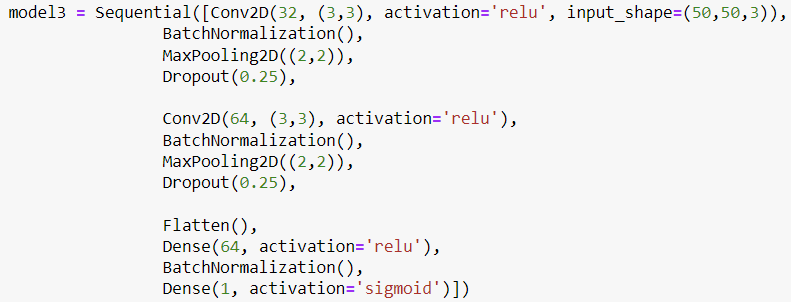 model3 = Sequential([Conv2D(32, (3,3), activation='relu', input_shape=(50,50,3)),
BatchNormalization(),
MaxPooling2D((2,2)),
Dropout(0.25),
Conv2D(64, (3,3), activation='relu'),
BatchNormalization(),
MaxPooling2D((2,2)),
Dropout(0.25),
Flatten(),
Dense(64, activation='relu'),
BatchNormalization(),
Dense(1, activation='sigmoid')])